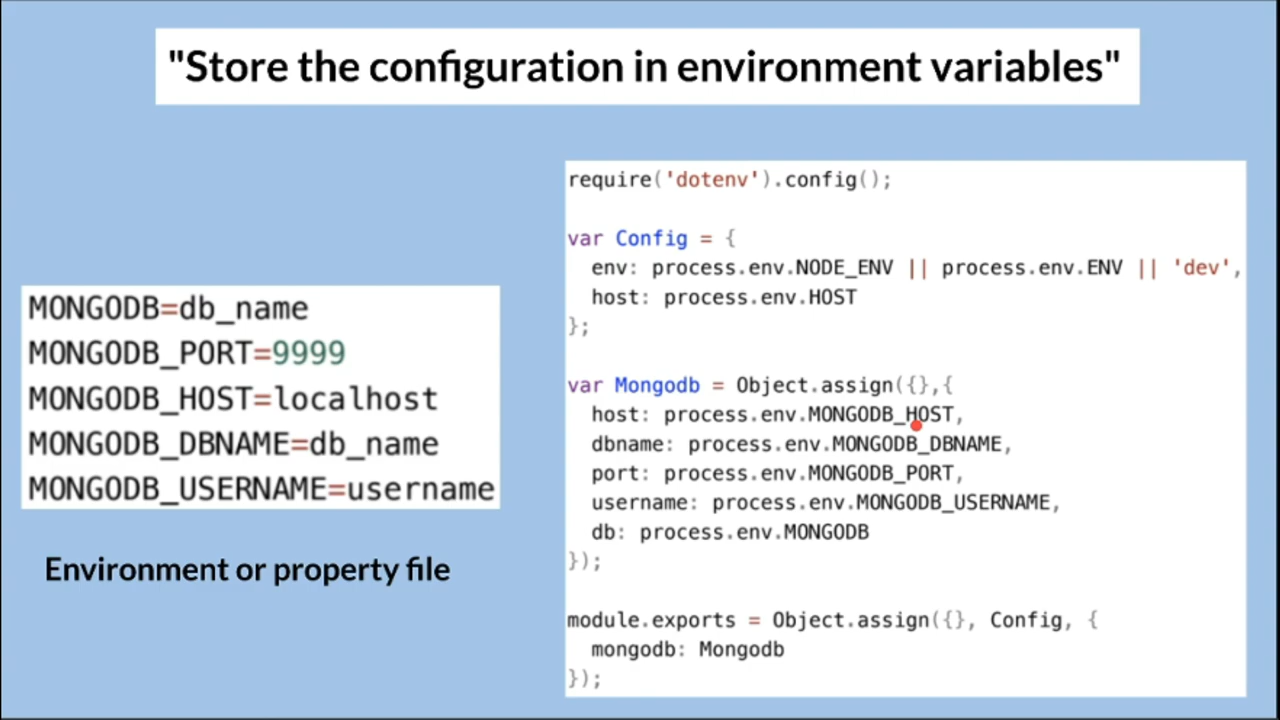 "Store the configuration in environment variables"
MONGODB=db_name
MONGODB_PORT=9999
MONGODB_HOST=localhost
MONGODB_DBNAME=db_name
MONGODB_USERNAME=username
Environment or property file
require('dotenv').config();
var Config = {
  env: process.env.NODE_ENV || process.env.ENV || 'dev',
  host: process.env.HOST
};
var Mongodb = Object.assign({},{
  host: process.env.MONGODB_HOST,
  dbname: process.env.MONGODB_DBNAME,
  port: process.env.MONGODB_PORT,
  username: process.env.MONGODB_USERNAME,
  db: process.env.MONGODB
});
module.exports = Object.assign({}, Config, {
  mongodb: Mongodb
});